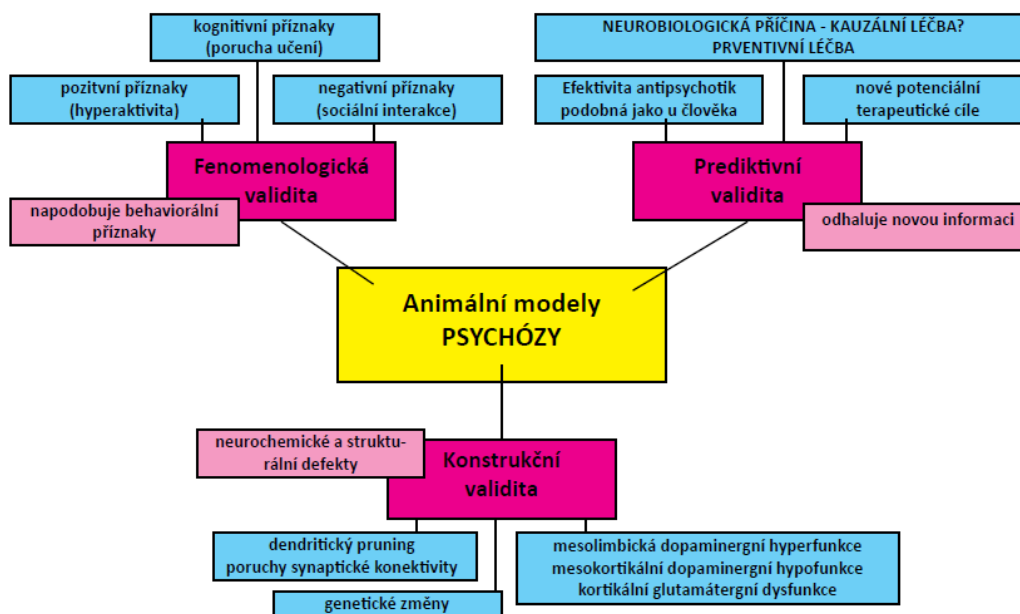 kognitivní příznaky
(porucha učení)
pozitvní příznaky
(hyperaktivita)
negativní příznaky
(sociální interakce)
Fenomenologická
validita
napodobuje behaviorální
příznaky
NEUROBIOLOGICKÁ PŘÍČINA - KAUZÁLNÍ LÉČBA?
PRVENTIVNÍ LÉČBA
Efektivita antipsychotik
podobná jako u člověka
nové potenciální
terapeutické cíle
Prediktivní
validita
odhaluje novou informaci
Animální modely
PSYCHÓZY
neurochemické a struktu-
rální defekty
Konstrukční
validita
dendritický pruning
poruchy synaptické konektivity
genetické změny
mesolimbická dopaminergní hyperfunkce
mesokortikální dopaminergní hypofunkce
kortikální glutamátergní dysfunkce